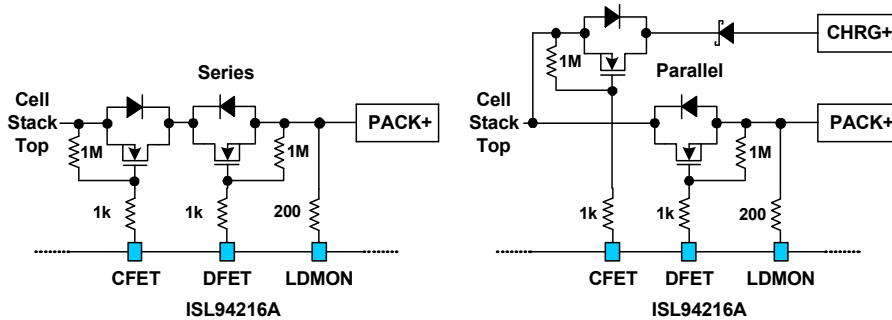 Series
Cell
Stack
Top
1M
1M
PACK+
1k
1k
200
CFET
DFET
LDMON
ISL94216A
CHRG+
1M
Parallel
Cell
Stack
Top
PACK+
1M
1k
1k
200
CFET
DFET
LDMON
ISL94216A